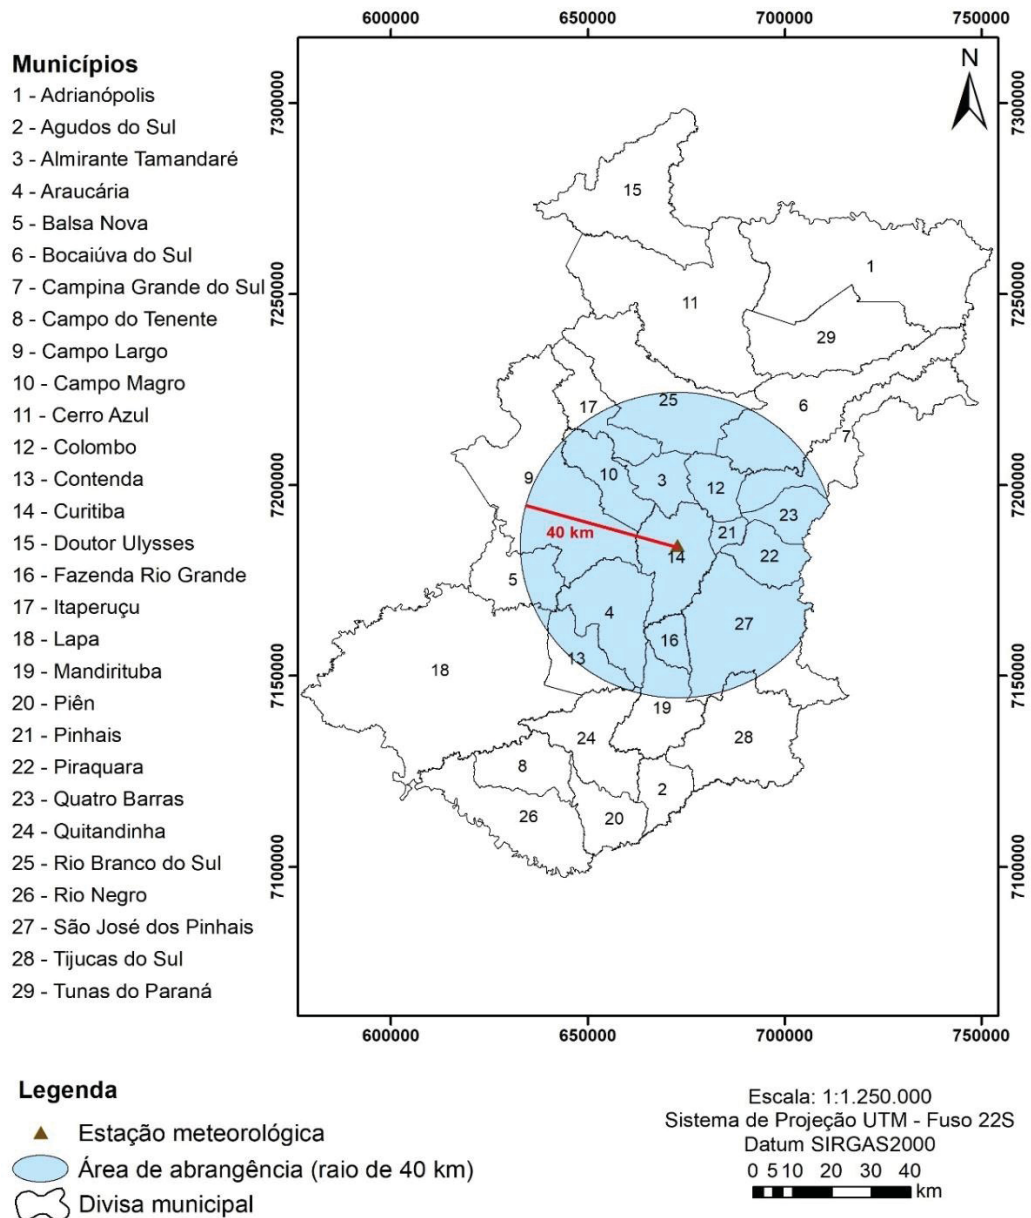 600000 650000 700000 750000
Municípios
1 - Adrianópolis
2 - Agudos do Sul
3 - Almirante Tamandaré
4 - Araucária
5 - Balsa Nova
6 - Bocaiúva do Sul
7 - Campina Grande do Sul
8 - Campo do Tenente
9 - Campo Largo
10 - Campo Magro
11 - Cerro Azul
12 - Colombo
13 - Contenda
14 - Curitiba
15 - Doutor Ulysses
16 - Fazenda Rio Grande
17 - Itaperuçu
18 - Lapa
19 - Mandirituba
20 - Piên
21 - Pinhais
22 - Piraquara
23 - Quatro Barras
24 - Quitandinha
25 - Rio Branco do Sul
26 - Rio Negro
27 - São José dos Pinhais
28 - Tijucas do Sul
29 - Tunas do Paraná
N
7300000 7300000
15
1
7250000 7250000
11
29
25 6
17
7
9 10 3 12
7200000 7200000
23
40 km 21
14 22
5
4
27
16
13
18
7150000 7150000
19
24 28
8
2
26 20
7100000 7100000
600000 650000 700000 750000
Legenda
Estação meteorológica
Área de abrangência (raio de 40 km)
Divisa municipal
Escala: 1:1.250.000
Sistema de Projeção UTM - Fuso 22S
Datum SIRGAS2000
0 5 10 20 30 40
km